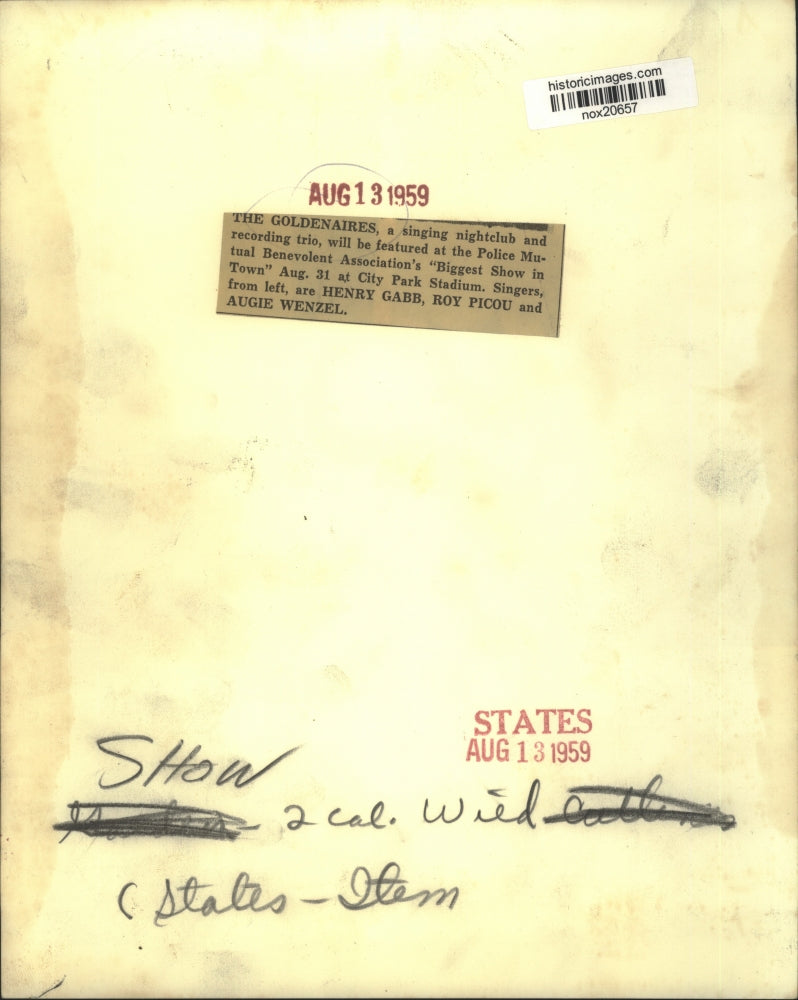 historicimages.com
nox20657
AUG 13 1959
THE GOLDENAIRES, a singing nightclub and
recording trio, will be featured at the Police Mu-
tual Benevolent Association's "Biggest Show in
Town" Aug. 31 at City Park Stadium. Singers,
from left, are HENRY GABB, ROY PICOU and
AUGIE WENZEL.
STATES
AUG 13 1959
SHOW
- 2 col. Wied
(States - Item